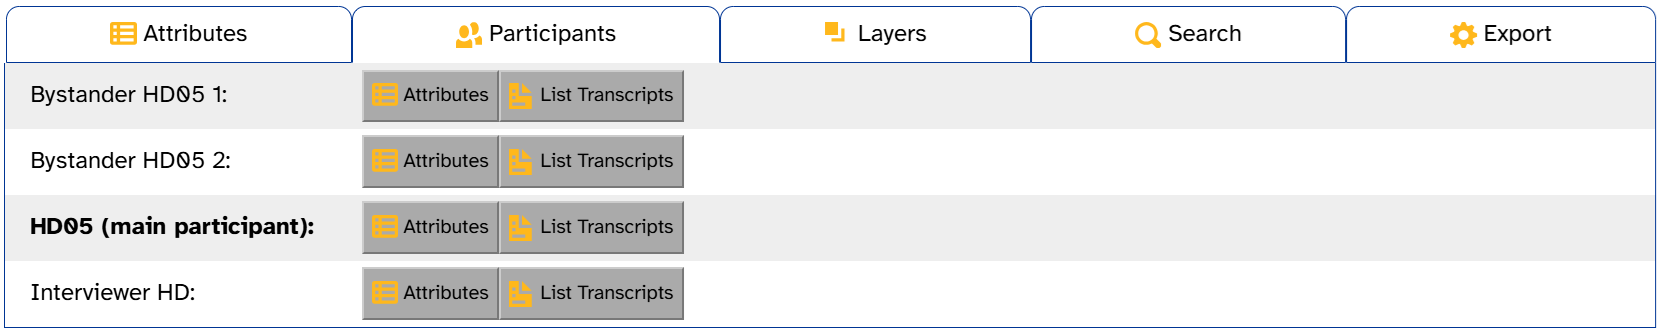 Attributes Participants Layers Search Export
Bystander HD05 1: Attributes List Transcripts
Bystander HD05 2: Attributes List Transcripts
HD05 (main participant): Attributes List Transcripts
Interviewer HD: Attributes List Transcripts